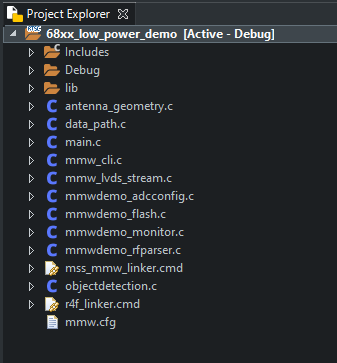 Project Explorer
68xx_low_power_demo [Active - Debug]
Includes
Debug
lib
antenna_geometry.c
data_path.c
main.c
mmw_cli.c
mmw_lvds_stream.c
mmwdemo_adcconfig.c
mmwdemo_flash.c
mmwdemo_monitor.c
mmwdemo_rfparser.c
mss_mmw_linker.cmd
objectdetection.c
r4f_linker.cmd
mmw.cfg